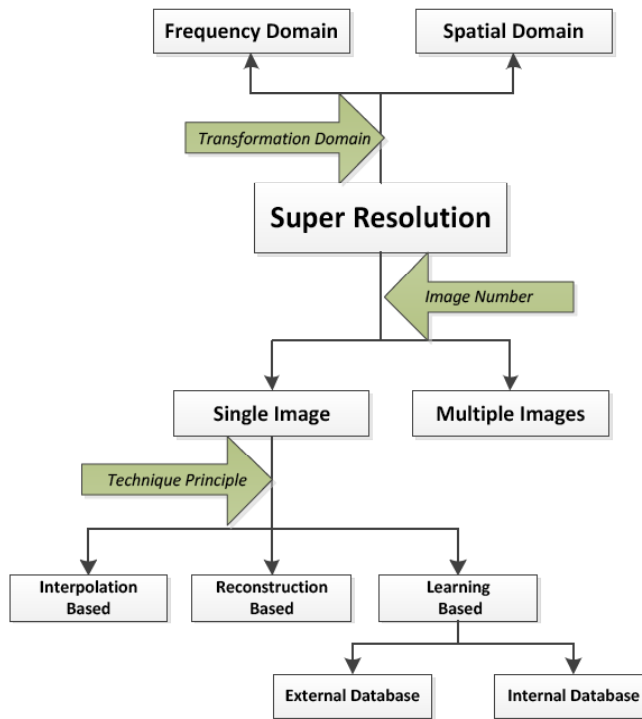 Frequency Domain
Spatial Domain
Transformation Domain
Super Resolution
Image Number
Single Image
Multiple Images
Technique Principle
Interpolation
Based
Reconstruction
Based
Learning
Based
External Database
Internal Database